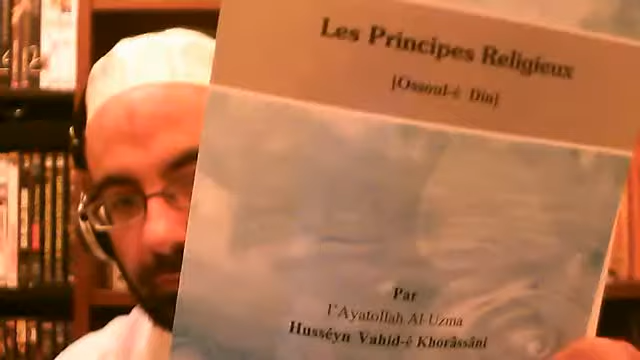 Les Principes Religieux
[Ossoul-é Din]
Par
l'Ayatollah Al-Uzma
Husséyn Vahid-é Khorâssâni